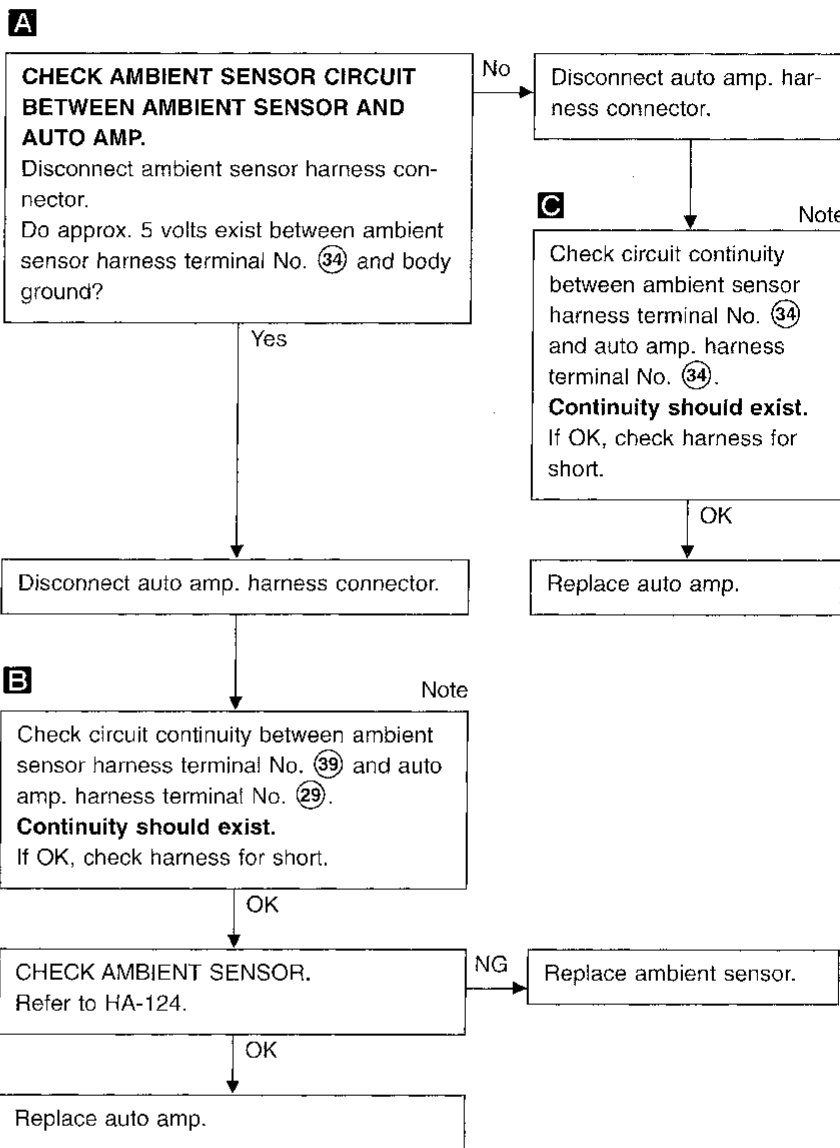 A
CHECK AMBIENT SENSOR CIRCUIT
BETWEEN AMBIENT SENSOR AND
AUTO AMP.
Disconnect ambient sensor harness con-
nector.
Do approx. 5 volts exist between ambient
sensor harness terminal No. 34 and body
ground?
No
Disconnect auto amp. har-
ness connector.
C
Note
Check circuit continuity
between ambient sensor
harness terminal No. 34
and auto amp. harness
terminal No. 34.
Continuity should exist.
If OK, check harness for
short.
OK
Replace auto amp.
Yes
Disconnect auto amp. harness connector.
B
Note
Check circuit continuity between ambient
sensor harness terminal No. 39 and auto
amp. harness terminal No. 29.
Continuity should exist.
If OK, check harness for short.
OK
CHECK AMBIENT SENSOR.
Refer to HA-124.
NG
Replace ambient sensor.
OK
Replace auto amp.